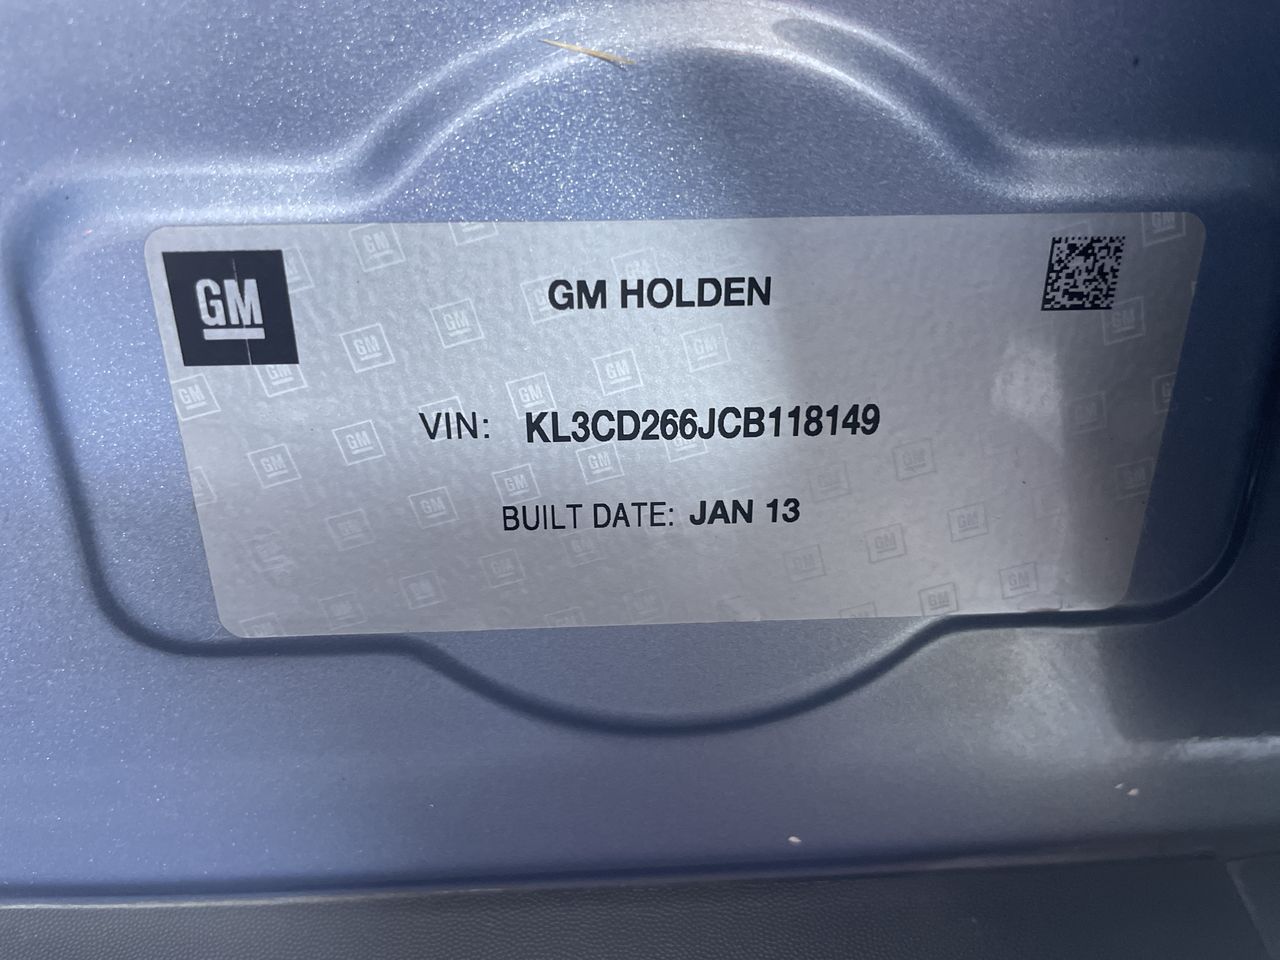 GM
GM HOLDEN
VIN: KL3CD266JCB118149
BUILT DATE: JAN 13